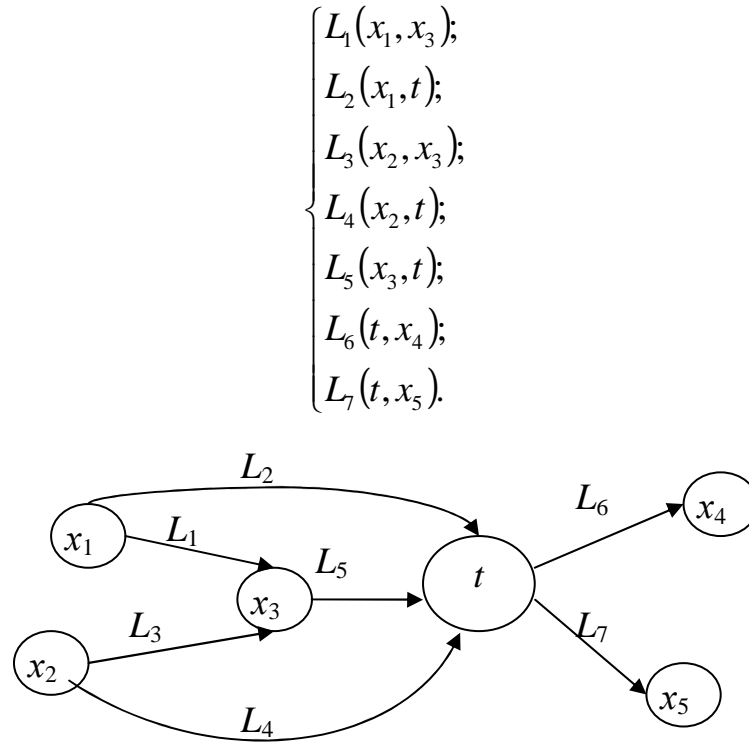 L₁(x₁, x₃);
L₂(x₁, t);
L₃(x₂, x₃);
L₄(x₂, t);
L₅(x₃, t);
L₆(t, x₄);
L₇(t, x₅).
L₂
L₆
x₄
x₁
L₁
L₅
t
x₃
L₃
L₇
x₂
x₅
L₄